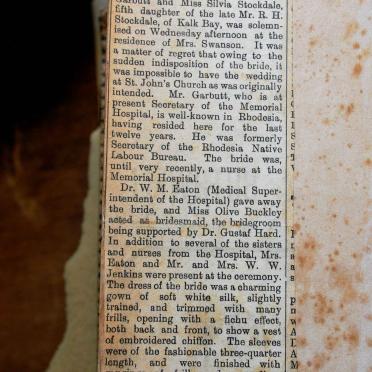 Garbutt and Miss Silvia Stockdale,
fifth daughter of the late Mr. R. H.
Stockdale, of Kalk Bay, was solemn-
ised on Wednesday afternoon at the
residence of Mrs. Swanson. It was
a matter of regret that owing to the
sudden indisposition of the bride, it
was impossible to have the wedding
at St. John's Church as was originally
intended. Mr. Garbutt, who is at
present Secretary of the Memorial
Hospital, is well-known in Rhodesia,
having resided here for the last
twelve years. He was formerly
Secretary of the Rhodesia Native
Labour Bureau. The bride was,
until very recently, a nurse at the
Memorial Hospital.
Dr. W. M. Eaton (Medical Super-
intendent of the Hospital) gave away
the bride, and Miss Olive Buckley
acted as bridesmaid, the bridegroom
being supported by Dr. Gustaf Hard.
In addition to several of the sisters
and nurses from the Hospital, Mrs.
Eaton and Mr. and Mrs. W. W.
Jenkins were present at the ceremony.
The dress of the bride was a charming
gown of soft white silk, slightly
trained, and trimmed with many
frills, opening with a fichu effect,
both back and front, to show a vest
of embroidered chiffon. The sleeves
were of the fashionable three-quarter
length, and were finished with